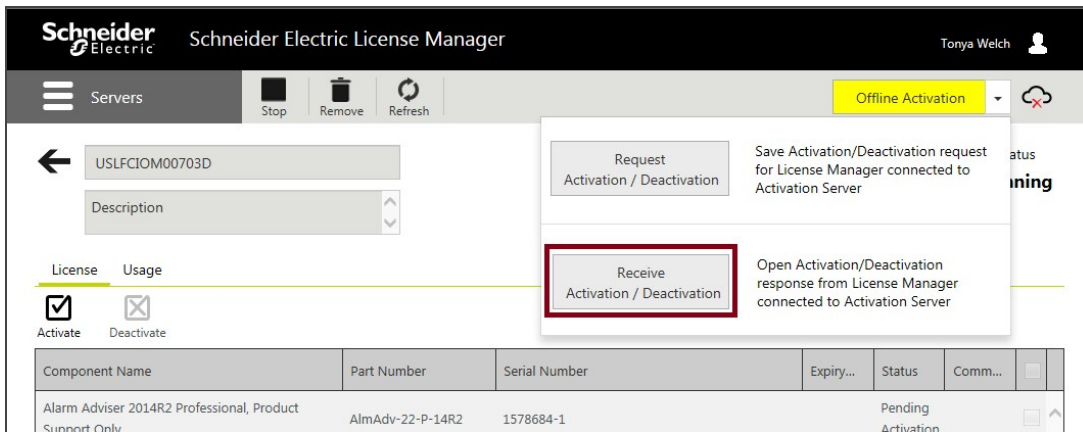 Schneider Electric
Schneider Electric License Manager
Tonya Welch
Servers
Stop
Remove
Refresh
Offline Activation
USLFCIOM00703D
Description
Request
Activation / Deactivation
Save Activation/Deactivation request
for License Manager connected to
Activation Server
Receive
Activation / Deactivation
Open Activation/Deactivation
response from License Manager
connected to Activation Server
atus
nning
License
Usage
Activate
Deactivate
Component Name
Part Number
Serial Number
Expiry...
Status
Comm...
Alarm Adviser 2014R2 Professional, Product
Support Only
AlmAdv-22-P-14R2
1578684-1
Pending
Activation